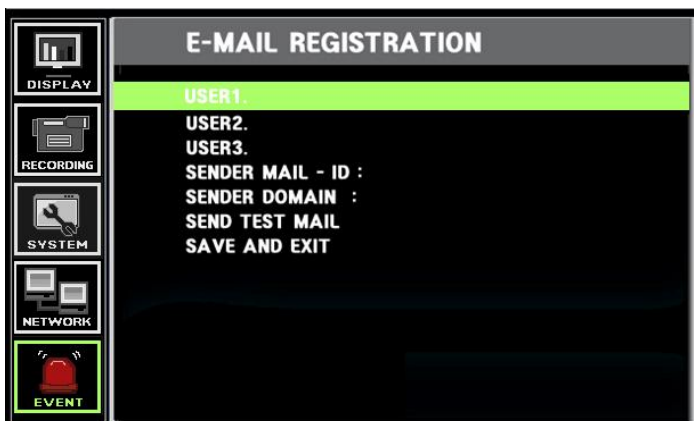 DISPLAY
RECORDING
SYSTEM
NETWORK
EVENT
E-MAIL REGISTRATION
USER1.
USER2.
USER3.
SENDER MAIL - ID :
SENDER DOMAIN :
SEND TEST MAIL
SAVE AND EXIT